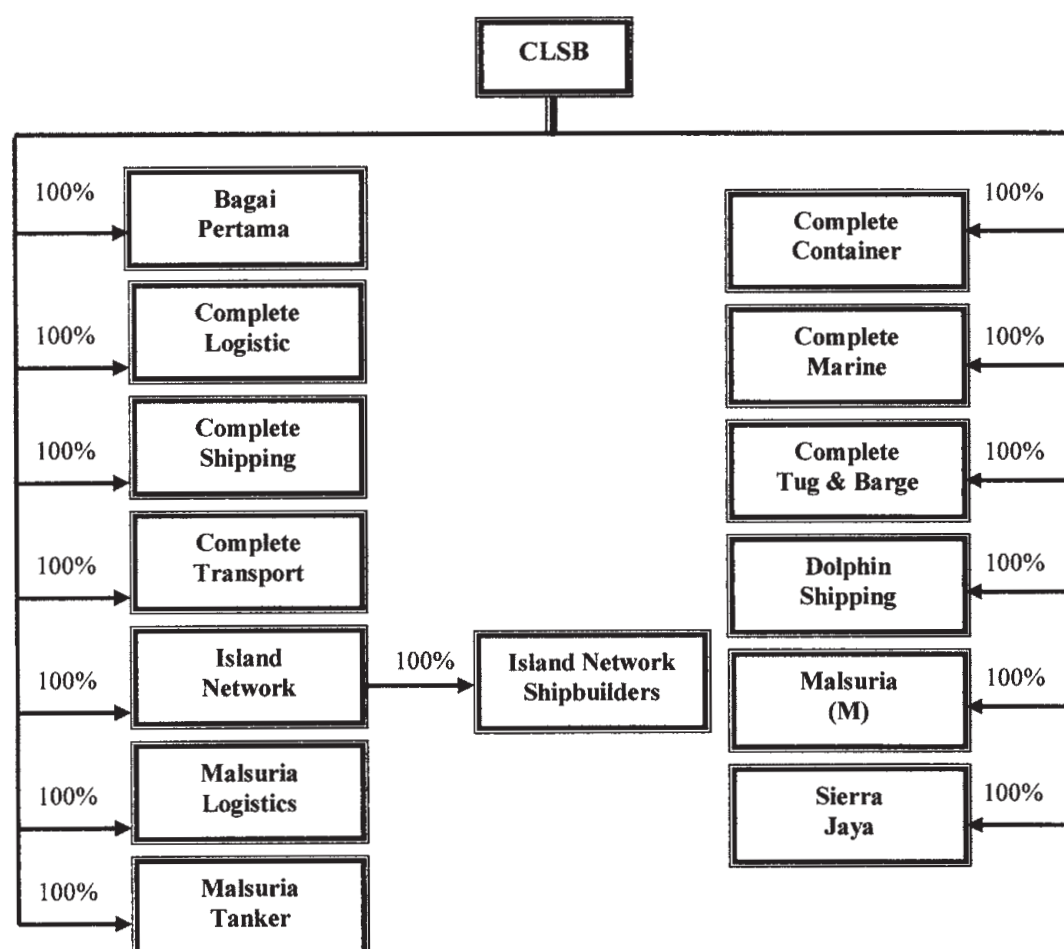 CLSB
100%
Bagai
Pertama
100%
Complete
Logistic
100%
Complete
Shipping
100%
Complete
Transport
100%
Island
Network
100%
Island Network
Shipbuilders
100%
Malsuria
Logistics
100%
Malsuria
Tanker
Complete
Container
100%
Complete
Marine
100%
Complete
Tug & Barge
100%
Dolphin
Shipping
100%
Malsuria
(M)
100%
Sierra
Jaya
100%